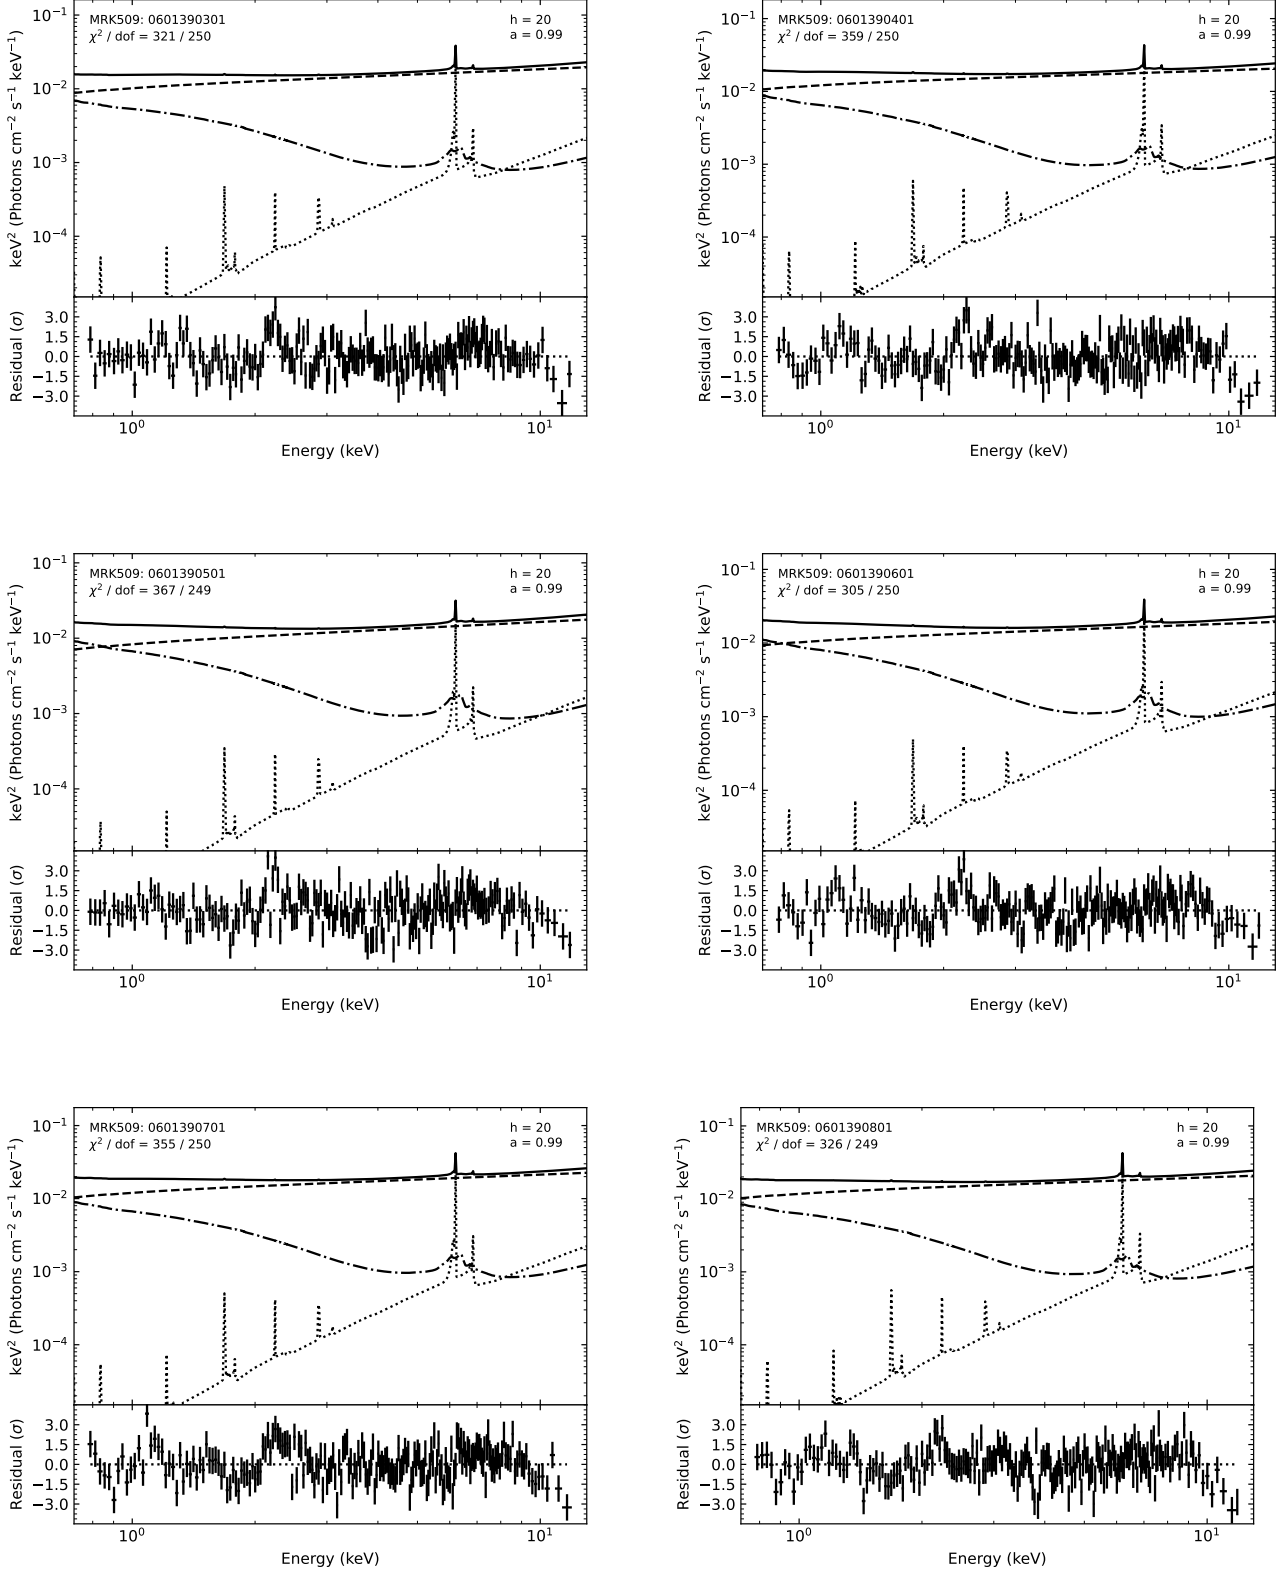 MRK509: 0601390301
χ² / dof = 321 / 250
h = 20
a = 0.99
10⁻¹
10⁻²
10⁻³
10⁻⁴
keV² (Photons cm⁻² s⁻¹ keV⁻¹)
3.0
1.5
0.0
−1.5
−3.0
Residual (σ)
10⁰
10¹
Energy (keV)
MRK509: 0601390401
χ² / dof = 359 / 250
h = 20
a = 0.99
10⁻¹
10⁻²
10⁻³
10⁻⁴
keV² (Photons cm⁻² s⁻¹ keV⁻¹)
3.0
1.5
0.0
−1.5
−3.0
Residual (σ)
10⁰
10¹
Energy (keV)
MRK509: 0601390501
χ² / dof = 367 / 249
h = 20
a = 0.99
10⁻¹
10⁻²
10⁻³
10⁻⁴
keV² (Photons cm⁻² s⁻¹ keV⁻¹)
3.0
1.5
0.0
−1.5
−3.0
Residual (σ)
10⁰
10¹
Energy (keV)
MRK509: 0601390601
χ² / dof = 305 / 250
h = 20
a = 0.99
10⁻¹
10⁻²
10⁻³
10⁻⁴
keV² (Photons cm⁻² s⁻¹ keV⁻¹)
3.0
1.5
0.0
−1.5
−3.0
Residual (σ)
10⁰
10¹
Energy (keV)
MRK509: 0601390701
χ² / dof = 355 / 250
h = 20
a = 0.99
10⁻¹
10⁻²
10⁻³
10⁻⁴
keV² (Photons cm⁻² s⁻¹ keV⁻¹)
3.0
1.5
0.0
−1.5
−3.0
Residual (σ)
10⁰
10¹
Energy (keV)
MRK509: 0601390801
χ² / dof = 326 / 249
h = 20
a = 0.99
10⁻¹
10⁻²
10⁻³
10⁻⁴
keV² (Photons cm⁻² s⁻¹ keV⁻¹)
3.0
1.5
0.0
−1.5
−3.0
Residual (σ)
10⁰
10¹
Energy (keV)